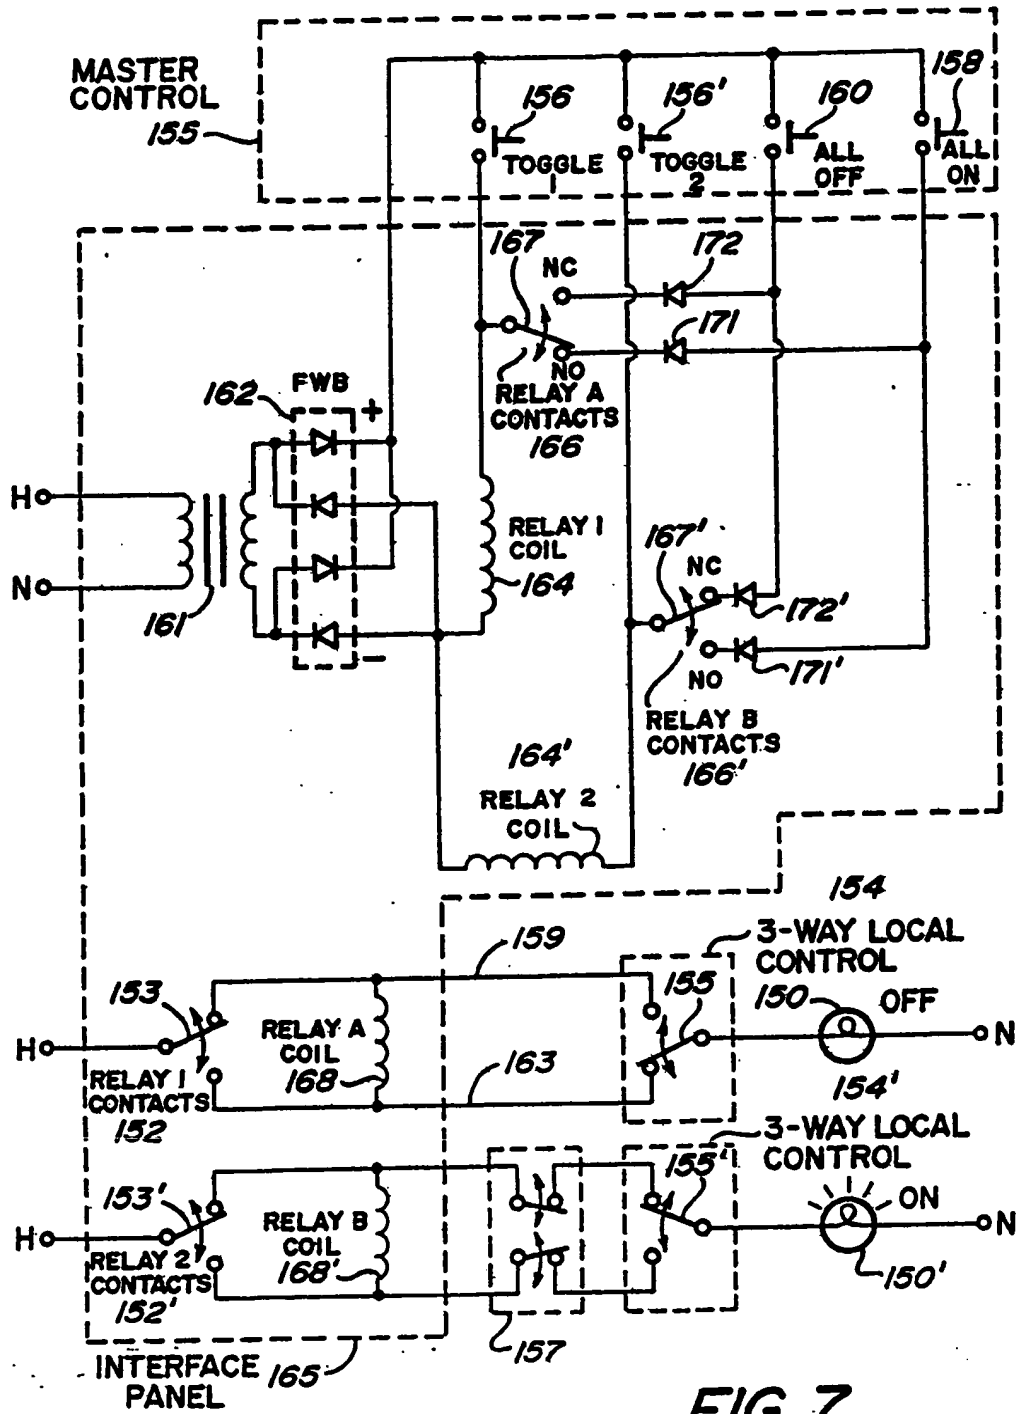 MASTER
CONTROL
155
156
156'
160
158
TOGGLE
1
TOGGLE
2
ALL
OFF
ALL
ON
167
NC
172
171
NO
RELAY A
CONTACTS
166
162
FWB
+
H
N
161
−
RELAY 1
COIL
164
167'
NC
172'
171'
NO
RELAY B
CONTACTS
166'
164'
RELAY 2
COIL
154
3-WAY LOCAL
CONTROL
159
153
155
150
OFF
H
RELAY A
COIL
168
163
N
RELAY 1
CONTACTS
152
154'
3-WAY LOCAL
CONTROL
153'
155'
ON
H
RELAY B
COIL
168'
N
RELAY 2
CONTACTS
152'
150'
157
INTERFACE
PANEL
165
FIG. 7